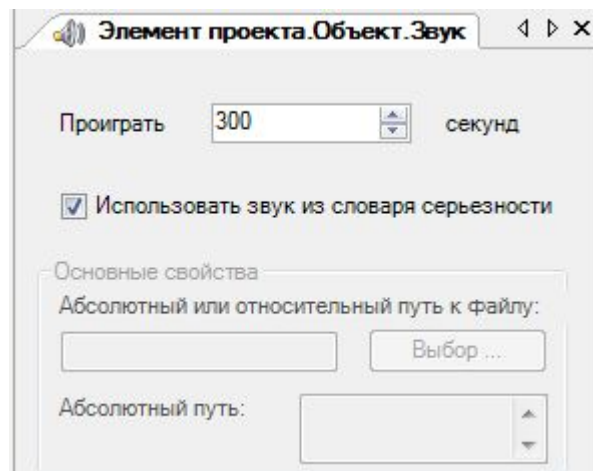 Элемент проекта.Объект.Звук
Проиграть 300 секунд
Использовать звук из словаря серьезности
Основные свойства
Абсолютный или относительный путь к файлу:
Выбор ...
Абсолютный путь: